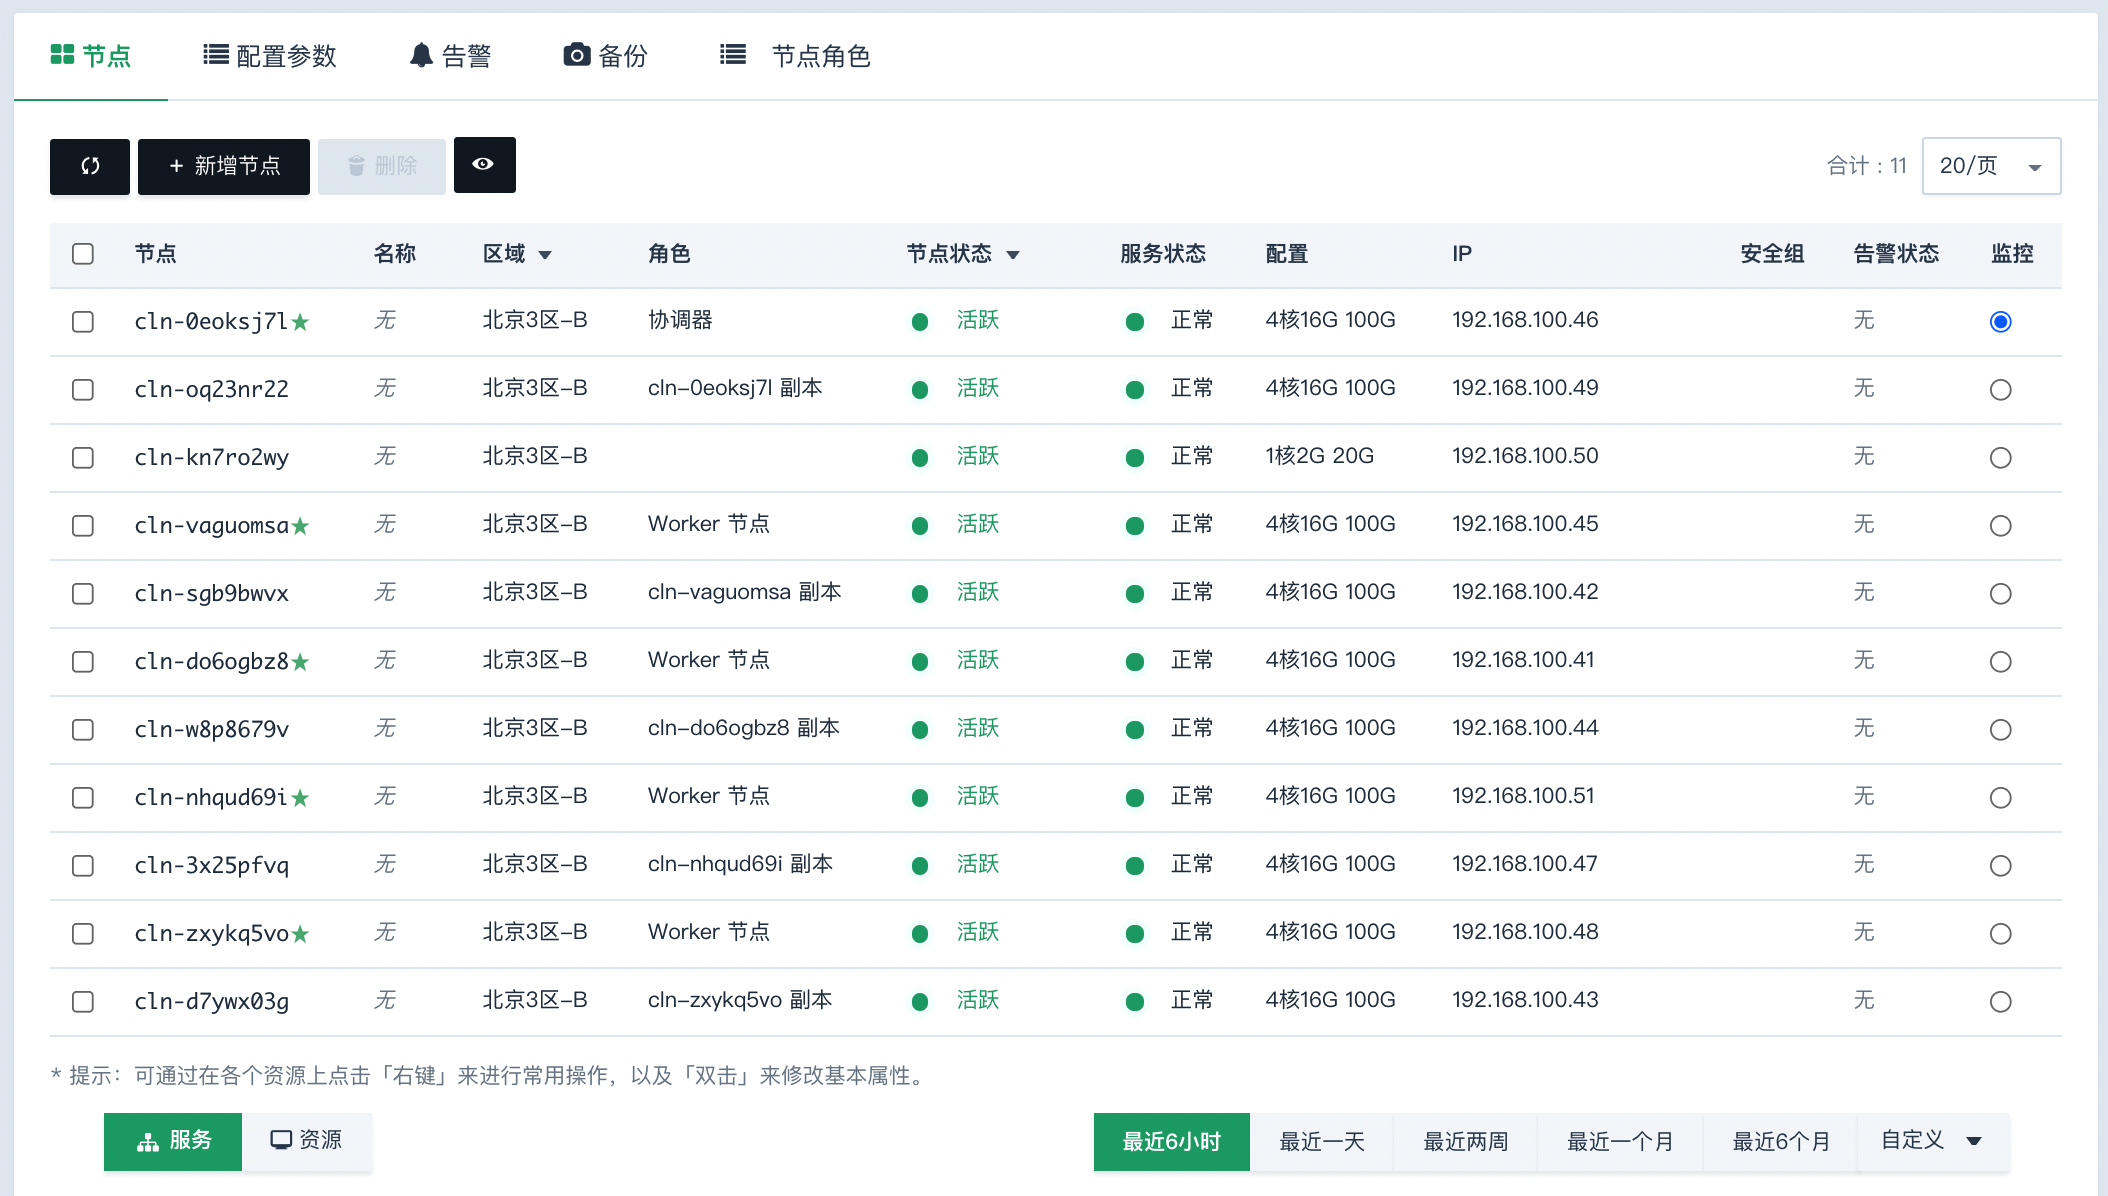 节点 配置参数 告警 备份 节点角色
+ 新增节点 删除 合计：11 20/页
节点 名称 区域 角色 节点状态 服务状态 配置 IP 安全组 告警状态 监控
cln-0eoksj7l★ 无 北京3区-B 协调器 活跃 正常 4核16G 100G 192.168.100.46 无
cln-oq23nr22 无 北京3区-B cln-0eoksj7l 副本 活跃 正常 4核16G 100G 192.168.100.49 无
cln-kn7ro2wy 无 北京3区-B 活跃 正常 1核2G 20G 192.168.100.50 无
cln-vaguomsa★ 无 北京3区-B Worker 节点 活跃 正常 4核16G 100G 192.168.100.45 无
cln-sgb9bwvx 无 北京3区-B cln-vaguomsa 副本 活跃 正常 4核16G 100G 192.168.100.42 无
cln-do6ogbz8★ 无 北京3区-B Worker 节点 活跃 正常 4核16G 100G 192.168.100.41 无
cln-w8p8679v 无 北京3区-B cln-do6ogbz8 副本 活跃 正常 4核16G 100G 192.168.100.44 无
cln-nhqud69i★ 无 北京3区-B Worker 节点 活跃 正常 4核16G 100G 192.168.100.51 无
cln-3x25pfvq 无 北京3区-B cln-nhqud69i 副本 活跃 正常 4核16G 100G 192.168.100.47 无
cln-zxykq5vo★ 无 北京3区-B Worker 节点 活跃 正常 4核16G 100G 192.168.100.48 无
cln-d7ywx03g 无 北京3区-B cln-zxykq5vo 副本 活跃 正常 4核16G 100G 192.168.100.43 无
* 提示：可通过在各个资源上点击「右键」来进行常用操作，以及「双击」来修改基本属性。
服务 资源 最近6小时 最近一天 最近两周 最近一个月 最近6个月 自定义